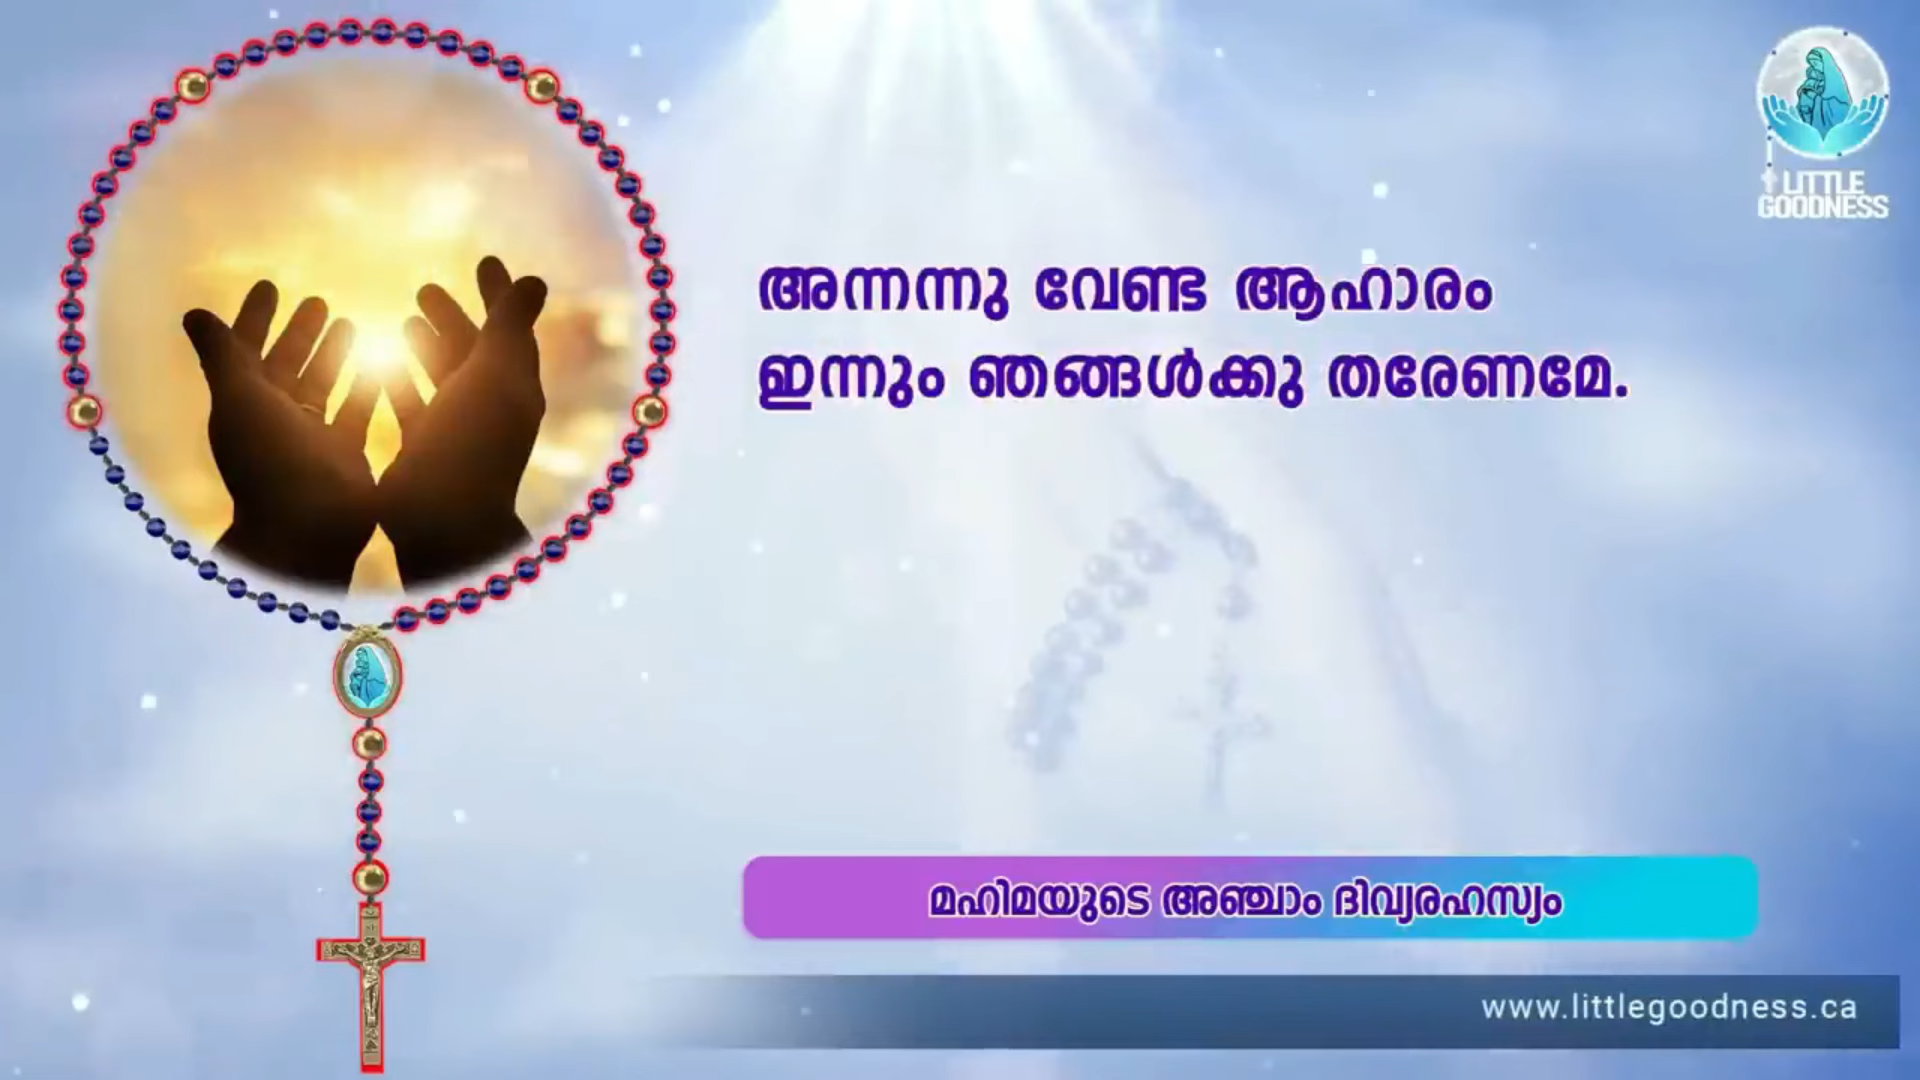 LITTLE
GOODNESS
അന്നന്നു വേണ്ട ആഹാരം
ഇന്നും ഞങ്ങൾക്കു തരേണമേ.
മഹിമയുടെ അഞ്ചാം ദിവ്യരഹസ്യം
www.littlegoodness.ca